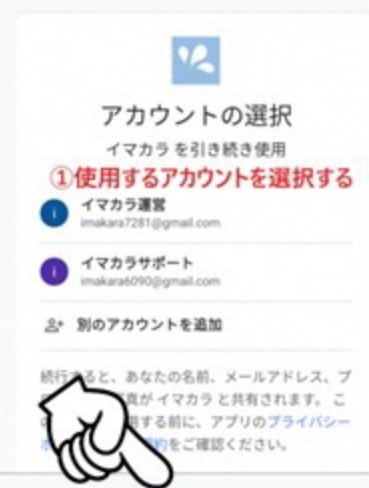 アカウントの選択
イマカラ を引き続き使用
①使用するアカウントを選択する
i
イマカラ運営
imakara7281@gmail.com
i
イマカラサポート
imakara6090@gmail.com
別のアカウントを追加
続行すると、あなたの名前、メールアドレス、プ
真が イマカラ と共有されます。 こ
する前に、アプリのプライバシー
約をご確認ください。